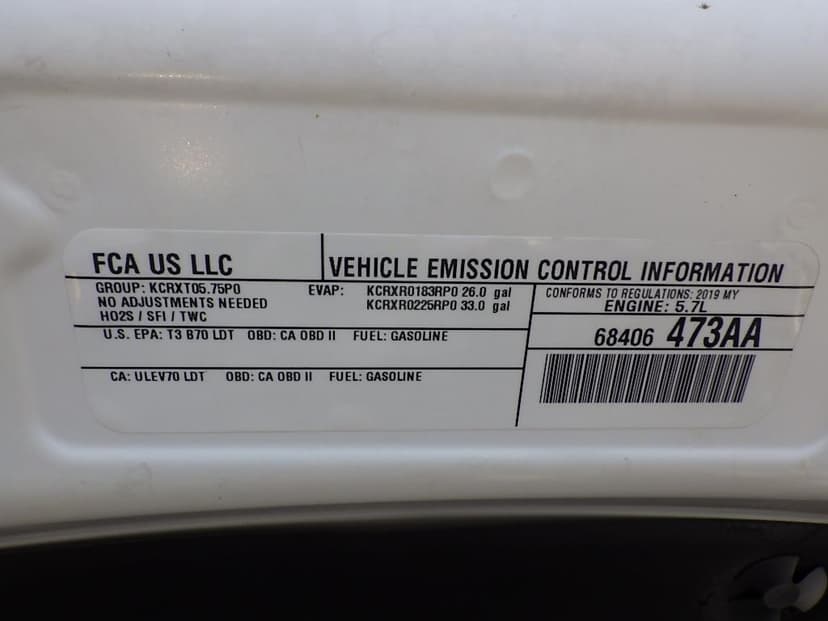 FCA US LLC
VEHICLE EMISSION CONTROL INFORMATION
GROUP: KCRXT05.75P0
NO ADJUSTMENTS NEEDED
HO2S / SFI / TWC
EVAP: KCRXR0183RP0 26.0 gal
KCRXR0225RP0 33.0 gal
CONFORMS TO REGULATIONS: 2019 MY
ENGINE: 5.7L
U.S. EPA: T3 B70 LDT OBD: CA OBD II FUEL: GASOLINE
68406 473AA
CA: ULEV70 LDT OBD: CA OBD II FUEL: GASOLINE